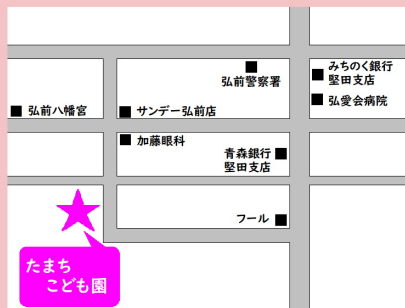 みちのく銀行
堅田支店
弘前警察署
弘愛会病院
弘前八幡宮
サンデー弘前店
加藤眼科
青森銀行
堅田支店
フール
たまち
こども園